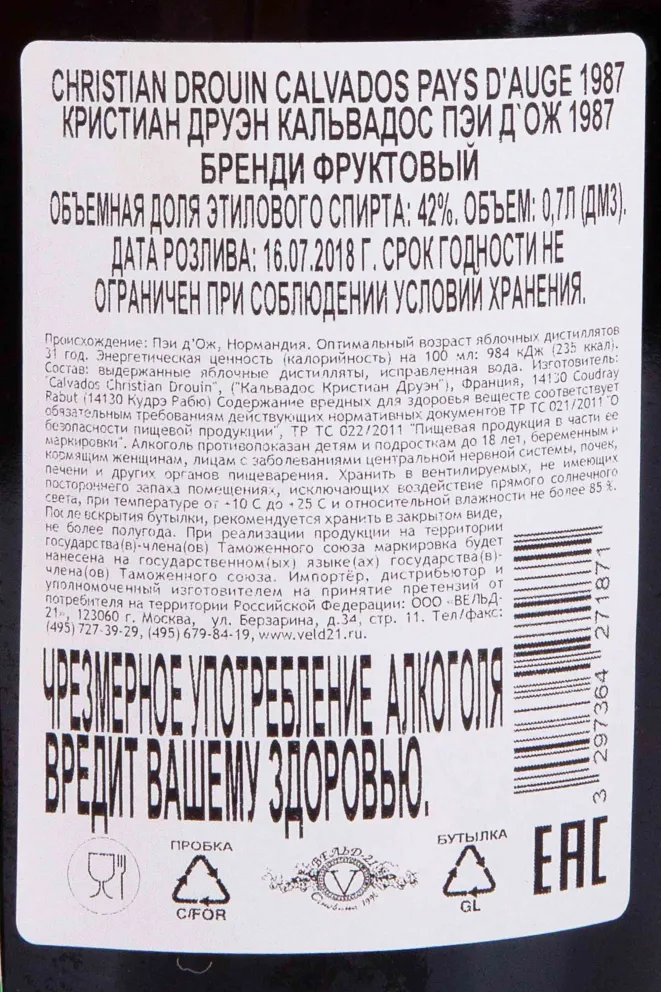 CHRISTIAN DROUIN CALVADOS PAYS D'AUGE 1987
КРИСТИАН ДРУЭН КАЛЬВАДОС ПЭИ Д`ОЖ 1987
БРЕНДИ ФРУКТОВЫЙ
ОБЪЕМНАЯ ДОЛЯ ЭТИЛОВОГО СПИРТА: 42%. ОБЪЕМ: 0,7Л (ДМ3).
ДАТА РОЗЛИВА: 16.07.2018 Г. СРОК ГОДНОСТИ НЕ
ОГРАНИЧЕН ПРИ СОБЛЮДЕНИИ УСЛОВИЙ ХРАНЕНИЯ.
Происхождение: Пэи д'Ож, Нормандия. Оптимальный возраст яблочных дистиллятов
31 год. Энергетическая ценность (калорийность) на 100 мл: 984 кДж (235 ккал).
Состав: выдержанные яблочные дистилляты, исправленная вода. Изготовитель:
"Calvados Christian Drouin", ("Кальвадос Кристиан Друэн"), Франция, 14130 Coudray
Rabut (14130 Кудрэ Рабю) Содержание вредных для здоровья веществ соответствует
обязательным требованиям действующих нормативных документов ТР ТС 021/2011 "О
безопасности пищевой продукции", ТР ТС 022/2011 "Пищевая продукция в части ее
маркировки". Алкоголь противопоказан детям и подросткам до 18 лет, беременным и
кормящим женщинам, лицам с заболеваниями центральной нервной системы, почек,
печени и других органов пищеварения. Хранить в вентилируемых, не имеющих
постороннего запаха помещениях, исключающих воздействие прямого солнечного
света, при температуре от +10 С до +25 С и относительной влажности не более 85 %.
После вскрытия бутылки, рекомендуется хранить в закрытом виде,
не более полугода. При реализации продукции на территории
государства(в)-члена(ов) Таможенного союза маркировка будет
нанесена на государственном(ых) языке(ах) государства(в)-
члена(ов) Таможенного союза. Импортёр, дистрибьютор и
уполномоченный изготовителем на принятие претензий от
потребителя на территории Российской Федерации: ООО «ВЕЛЬД-
21», 123060 г. Москва, ул. Берзарина, д.34, стр. 11. Тел/факс:
(495) 727-39-29, (495) 679-84-19, www.veld21.ru.
3 297364 271871
ЧРЕЗМЕРНОЕ УПОТРЕБЛЕНИЕ АЛКОГОЛЯ
ВРЕДИТ ВАШЕМУ ЗДОРОВЬЮ.
ПРОБКА
C/FOR
ВЕЛЬД-21
V
БУТЫЛКА
GL
EAC